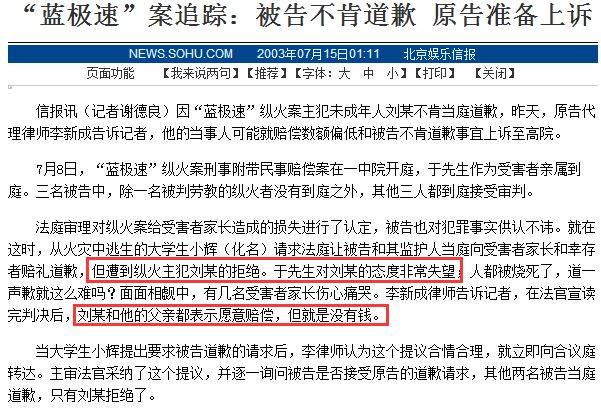 “蓝极速”案追踪：被告不肯道歉 原告准备上诉
NEWS.SOHU.COM 2003年07月15日01:11 北京娱乐信报
页面功能 【我来说两句】【推荐】【字体：大 中 小】【打印】 【关闭】
信报讯（记者谢德良）因“蓝极速”纵火案主犯未成年人刘某不肯当庭道歉，昨天，原告代
理律师李新成告诉记者，他的当事人可能就赔偿数额偏低和被告不肯道歉事宜上诉至高院。
7月8日，“蓝极速”纵火案刑事附带民事赔偿案在一中院开庭，于先生作为受害者亲属到
庭。三名被告中，除一名被判劳教的纵火者没有到庭之外，其他三人都到庭接受审判。
法庭审理对纵火案给受害者家长造成的损失进行了认定，被告也对犯罪事实供认不讳。就在
这时，从火灾中逃生的大学生小辉（化名）请求法庭让被告和其监护人当庭向受害者家长和幸存
者赔礼道歉，但遭到纵火主犯刘某的拒绝。于先生对刘某的态度非常失望，人都被烧死了，道一
声歉就这么难吗？面面相觑中，有几名受害者家长伤心痛哭。李新成律师告诉记者，在法官宣读
完判决后，刘某和他的父亲都表示愿意赔偿，但就是没有钱。
当大学生小辉提出要求被告道歉的请求后，李律师认为这个提议合情合理，就立即向合议庭
转达。主审法官采纳了这个提议，并逐一询问被告是否接受原告的道歉请求，其他两名被告当庭
道歉，只有刘某拒绝了。